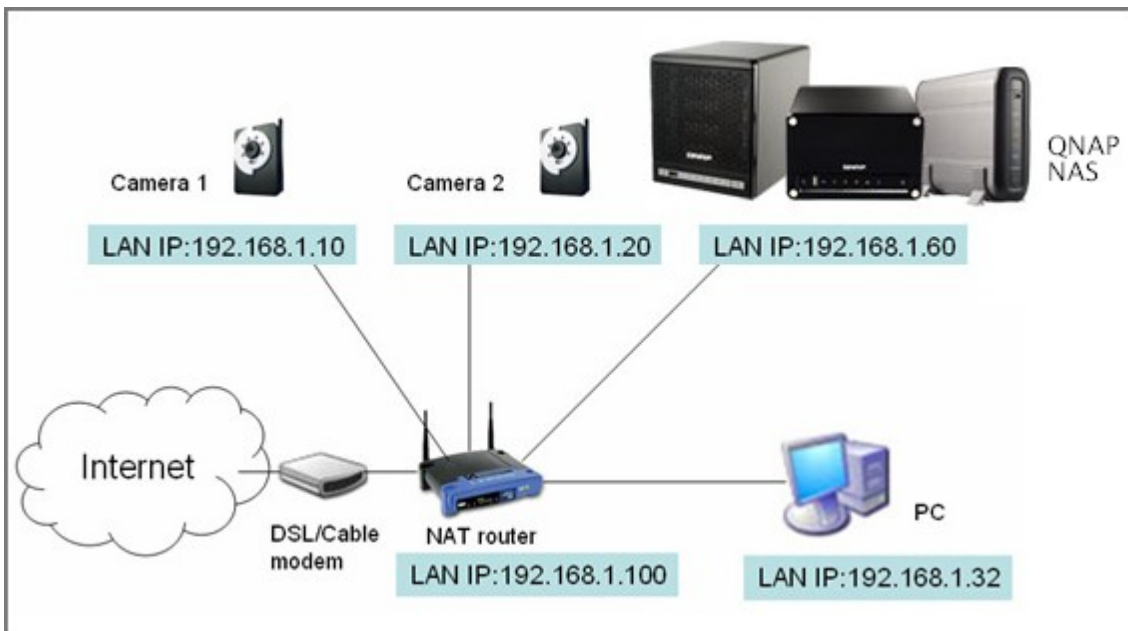 QNAP
NAS
Camera 1
Camera 2
LAN IP:192.168.1.10
LAN IP:192.168.1.20
LAN IP:192.168.1.60
Internet
DSL/Cable
modem
NAT router
LAN IP:192.168.1.100
PC
LAN IP:192.168.1.32